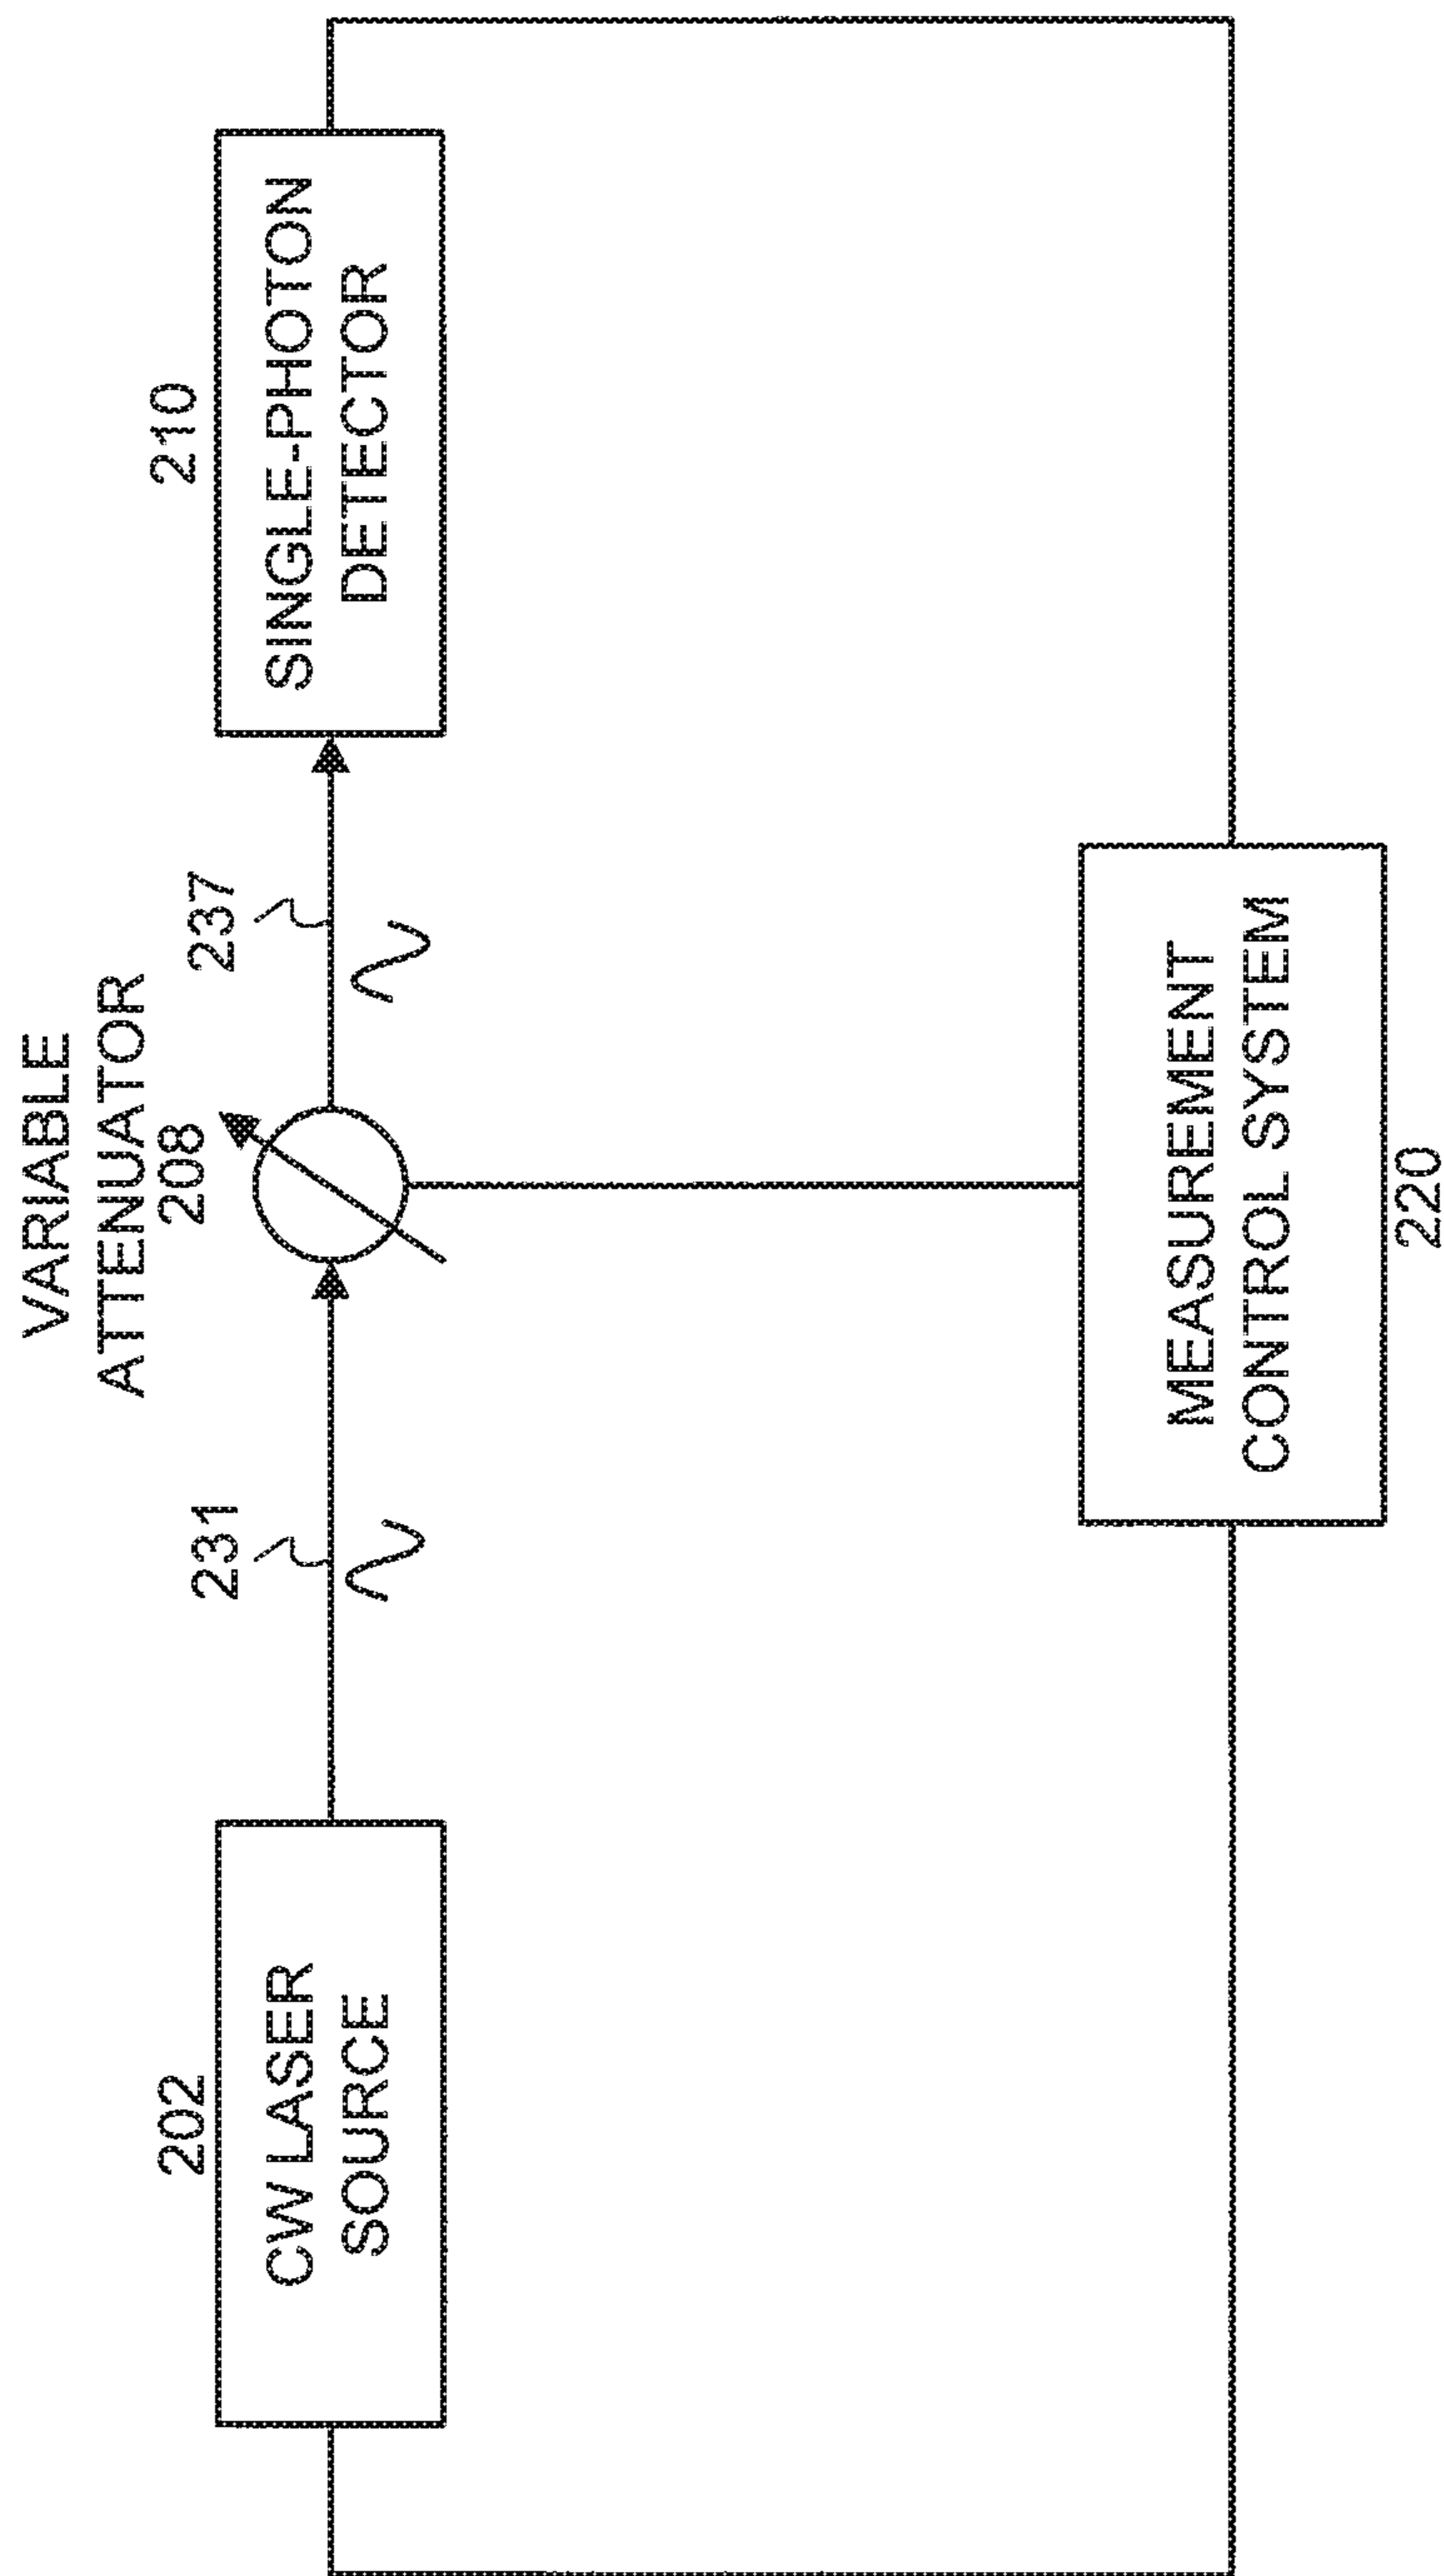 202
CW LASER
SOURCE
231
VARIABLE
ATTENUATOR
208
237
210
SINGLE-PHOTON
DETECTOR
MEASUREMENT
CONTROL SYSTEM
220